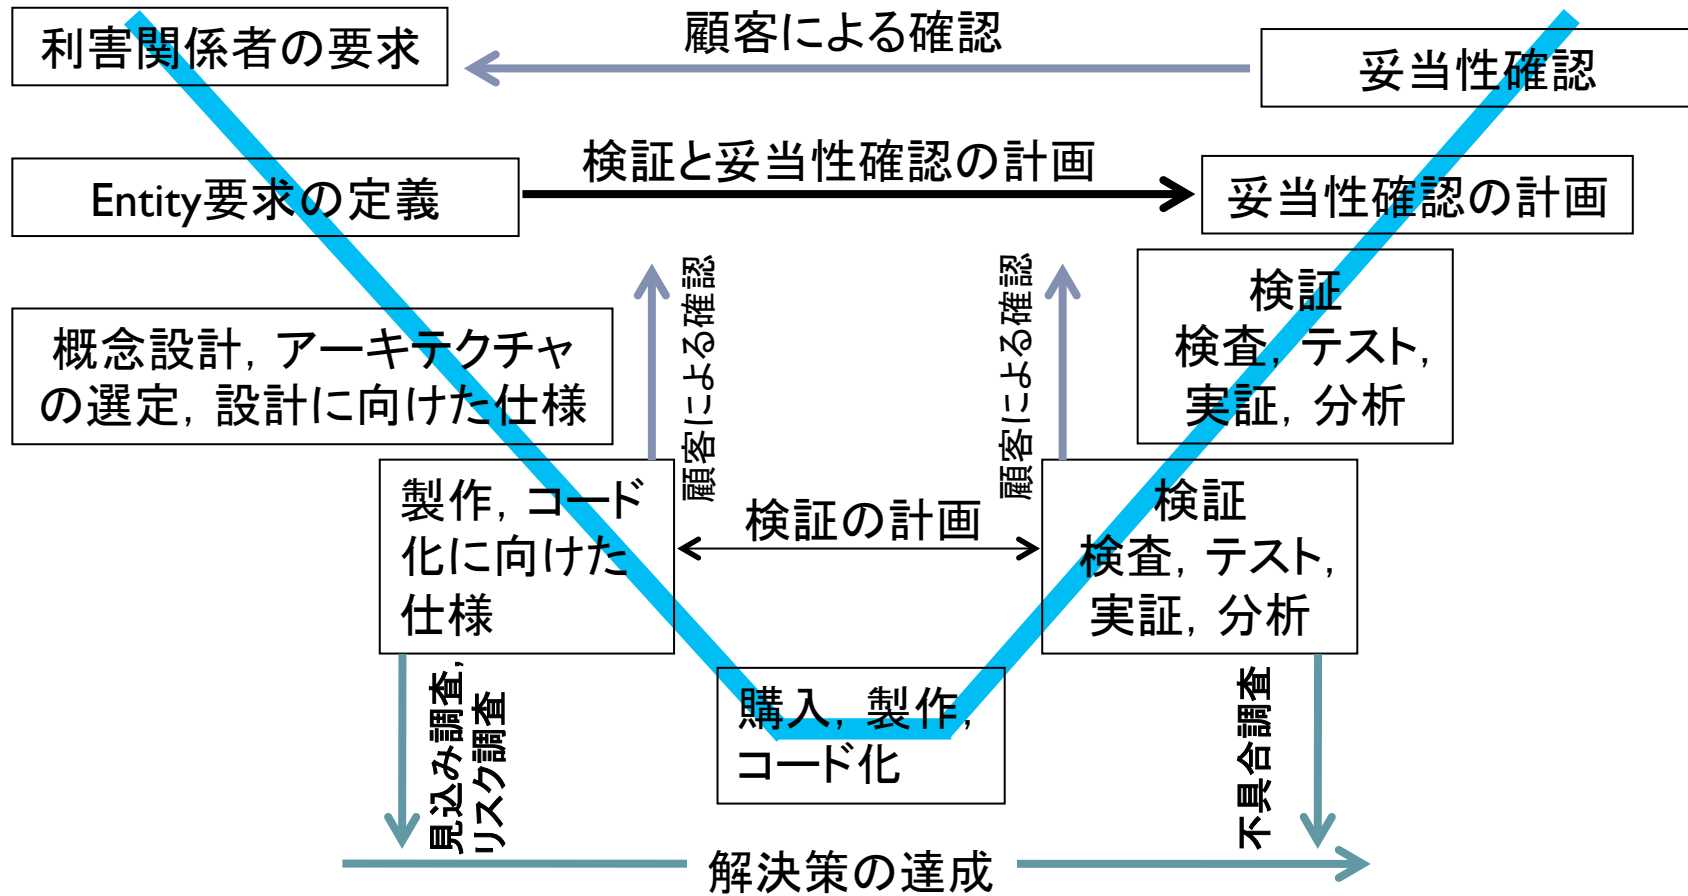 利害関係者の要求
顧客による確認
妥当性確認
Entity要求の定義
検証と妥当性確認の計画
妥当性確認の計画
概念設計, アーキテクチャ
の選定, 設計に向けた仕様
顧客による確認
顧客による確認
検証
検査, テスト,
実証, 分析
製作, コード
化に向けた
仕様
検証の計画
検証
検査, テスト,
実証, 分析
見込み調査,
リスク調査
購入, 製作,
コード化
不具合調査
解決策の達成